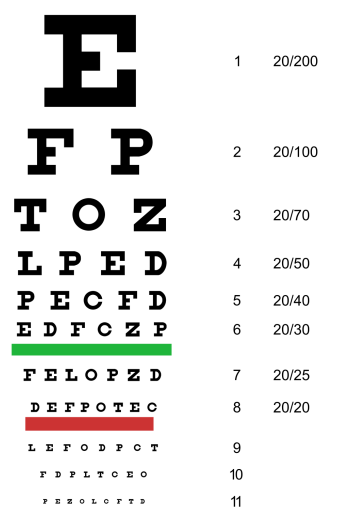 E 1 20/200
F P 2 20/100
T O Z 3 20/70
L P E D 4 20/50
P E C F D 5 20/40
E D F C Z P 6 20/30
F E L O P Z D 7 20/25
D E F P O T E C 8 20/20
L E F O D P C T 9
F D P L T C E O 10
P E Z O L C F T D 11